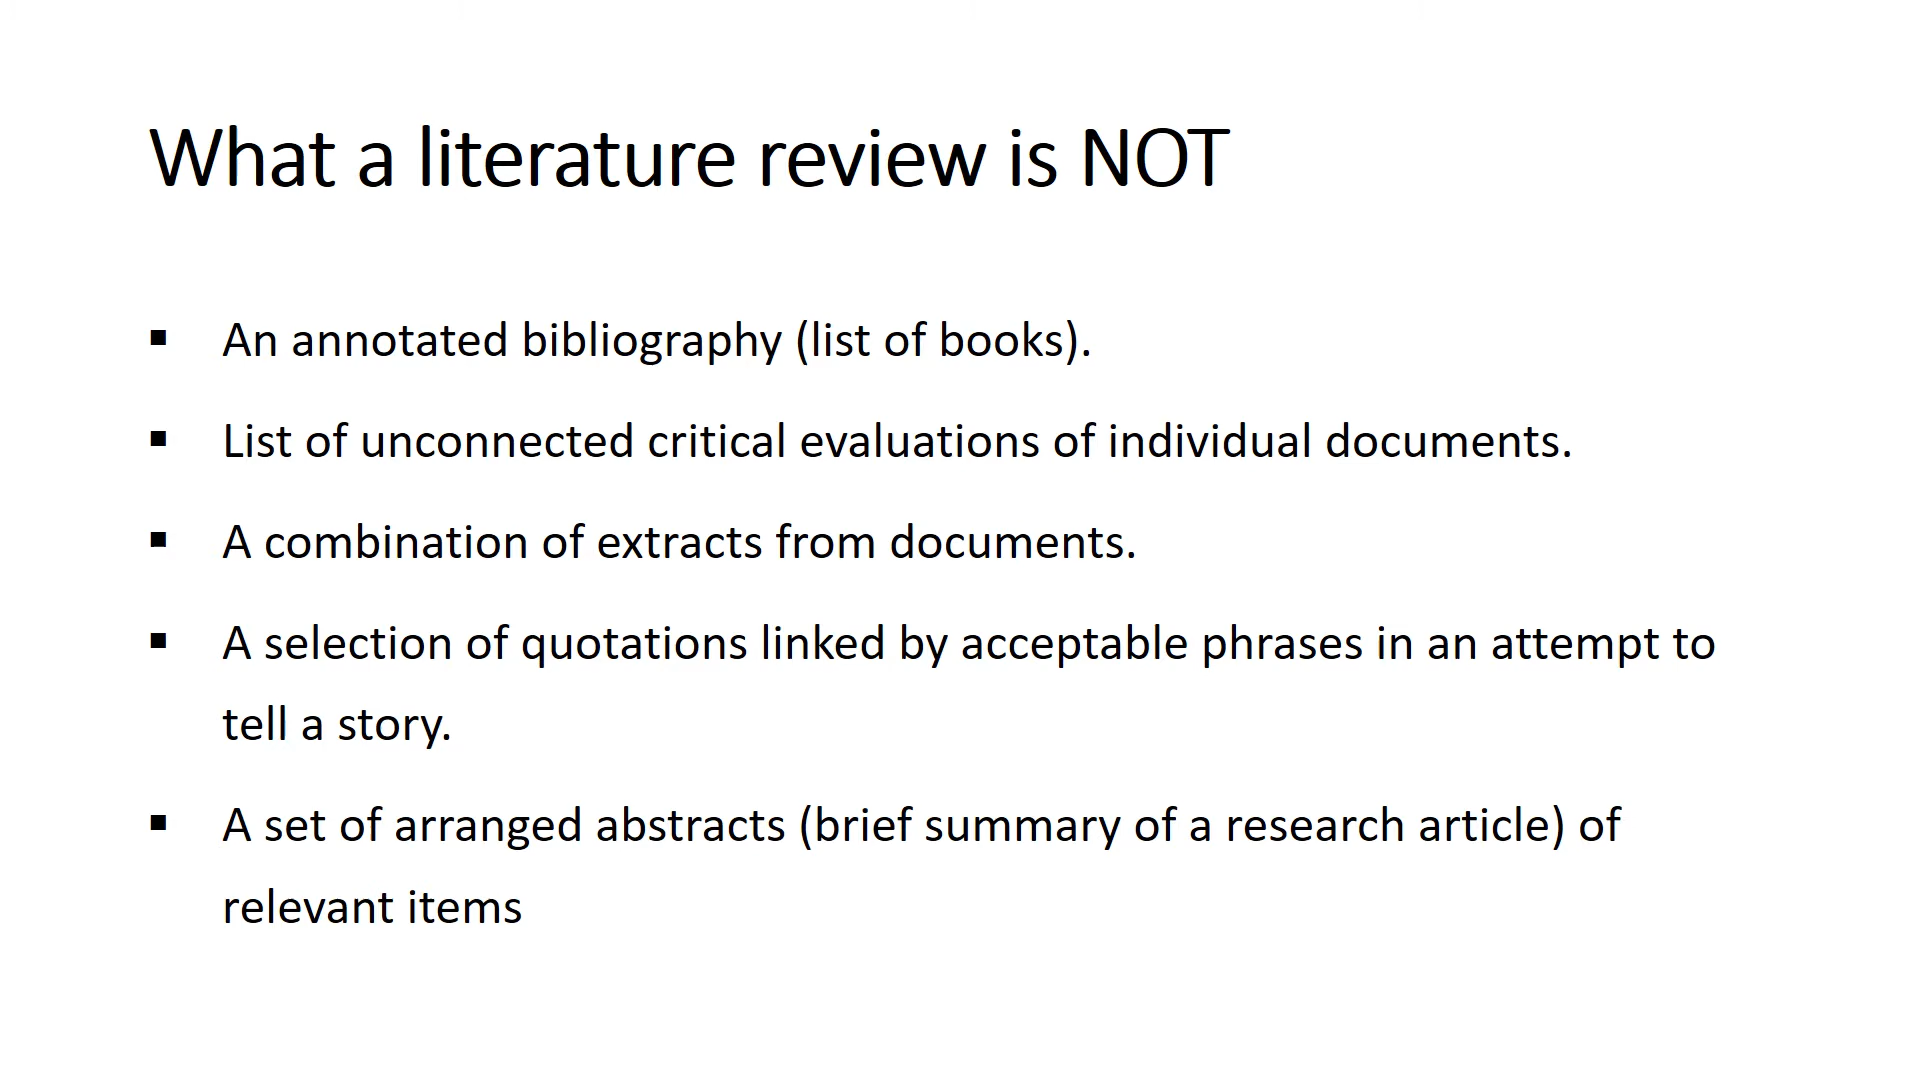 What a literature review is NOT
▪ An annotated bibliography (list of books).
▪ List of unconnected critical evaluations of individual documents.
▪ A combination of extracts from documents.
▪ A selection of quotations linked by acceptable phrases in an attempt to
tell a story.
▪ A set of arranged abstracts (brief summary of a research article) of
relevant items